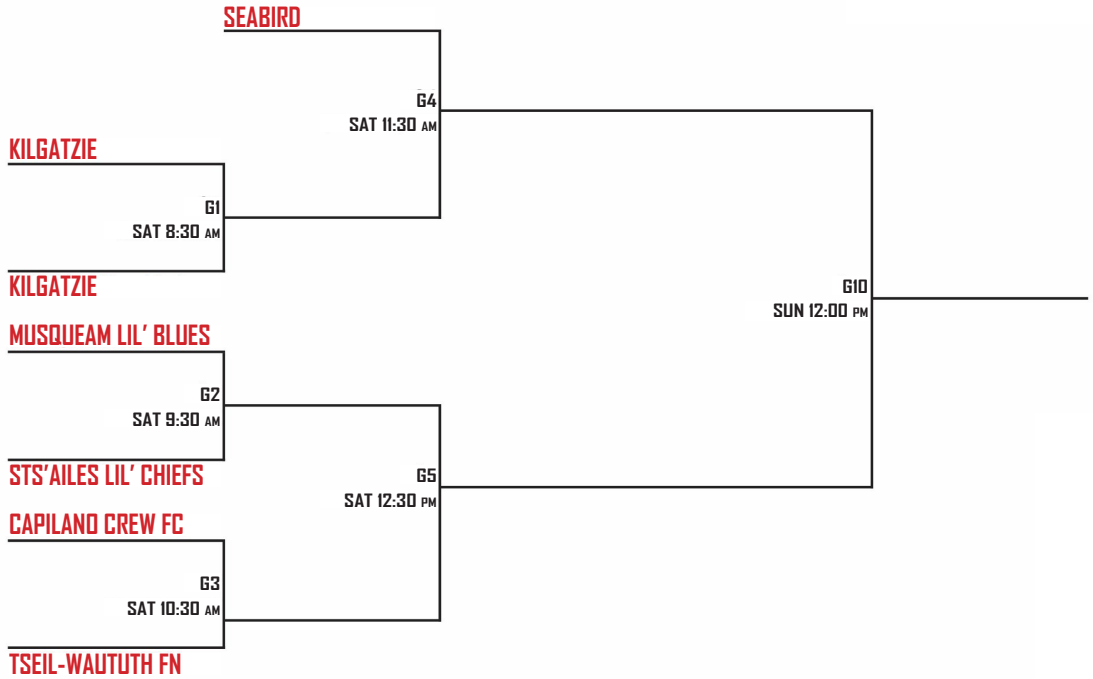 SEABIRD
G4
SAT 11:30 AM
KILGATZIE
G1
SAT 8:30 AM
KILGATZIE
MUSQUEAM LIL' BLUES
G2
SAT 9:30 AM
STS'AILES LIL' CHIEFS
G5
SAT 12:30 PM
CAPILANO CREW FC
G3
SAT 10:30 AM
TSEIL-WAUTUTH FN
G10
SUN 12:00 PM